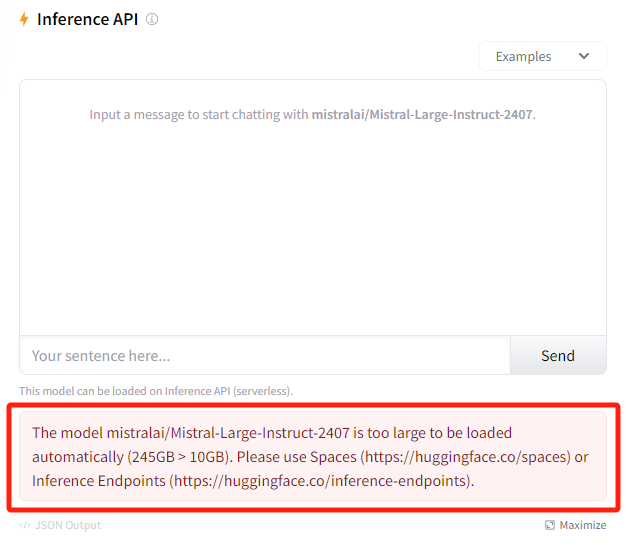 Inference API
Examples
Input a message to start chatting with mistralai/Mistral-Large-Instruct-2407.
Your sentence here...
Send
This model can be loaded on Inference API (serverless).
The model mistralai/Mistral-Large-Instruct-2407 is too large to be loaded
automatically (245GB > 10GB). Please use Spaces (https://huggingface.co/spaces) or
Inference Endpoints (https://huggingface.co/inference-endpoints).
</> JSON Output
Maximize